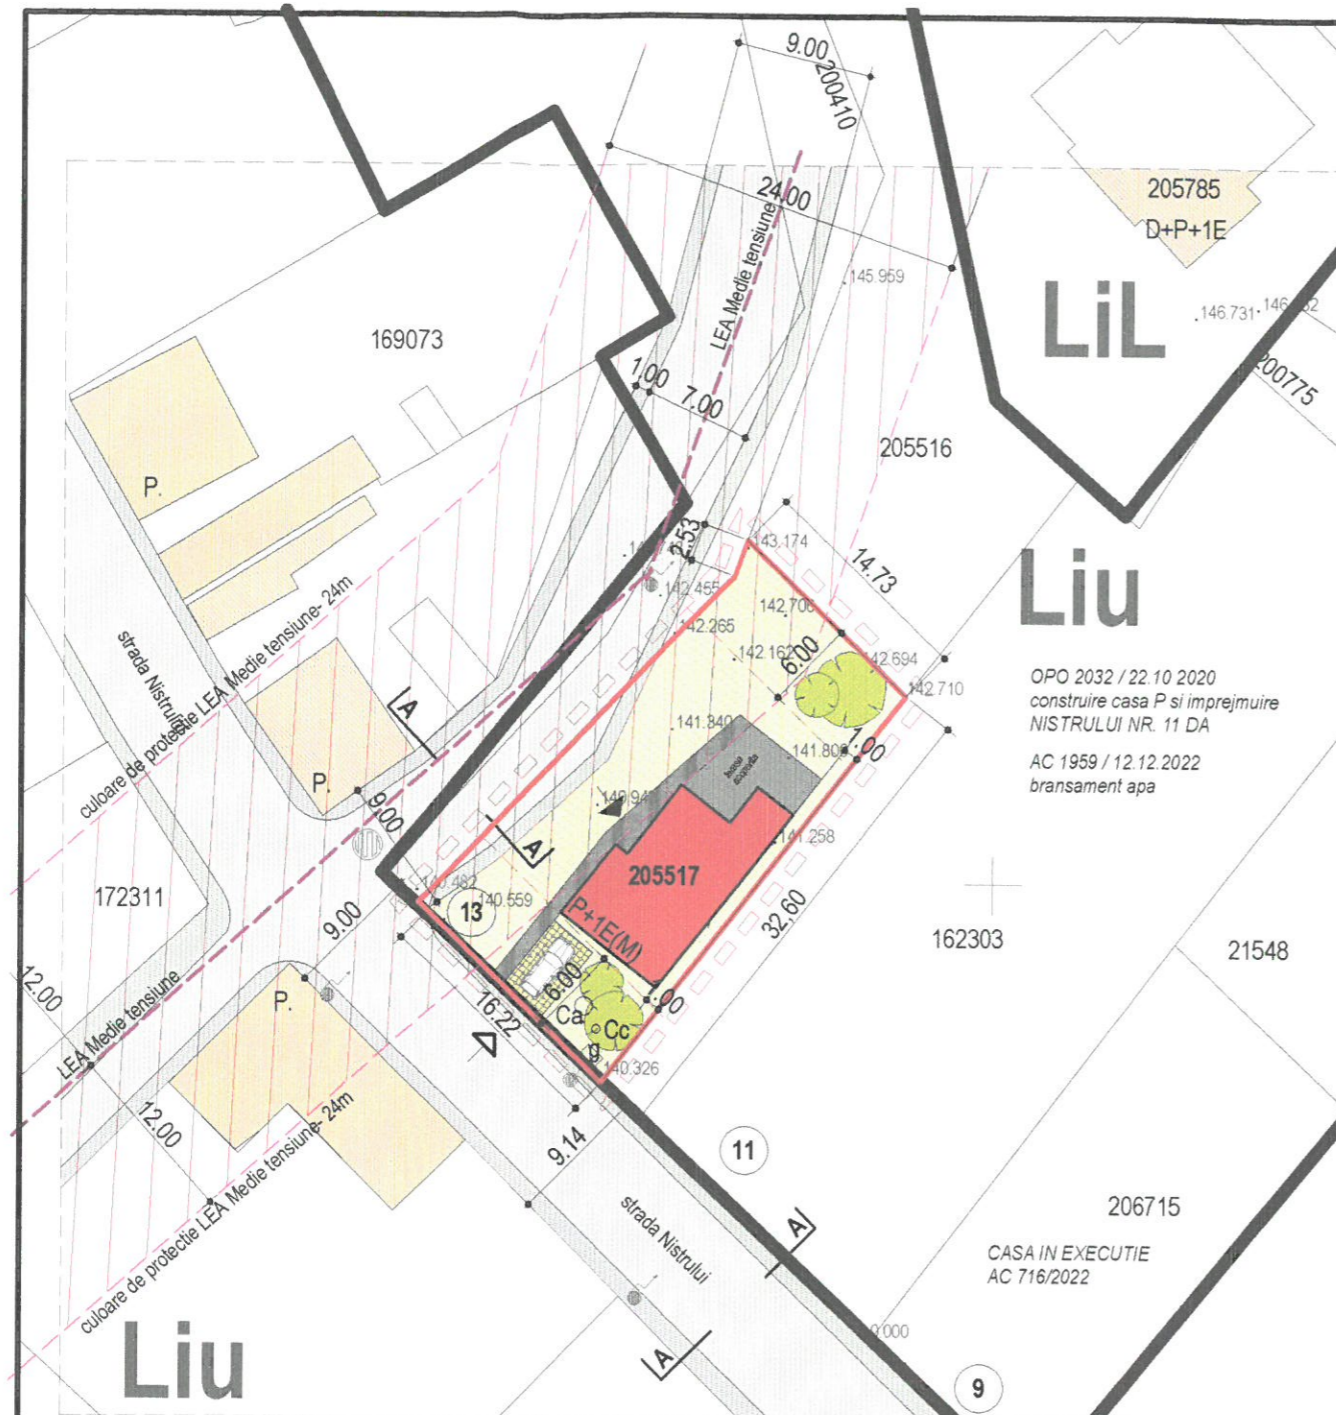 9.00
200410
205785
D+P+1E
24.00
LEA Medie tensiune
145.959
LiL
146.731
169073
1.00
7.00
200775
205516
P.
2.53
143.174
14.73
142.455
142.706
142.265
142.162
6.00
142.694
142.710
Liu
OPO 2032 / 22.10 2020
construire casa P si imprejmuire
NISTRULUI NR. 11 DA
AC 1959 / 12.12.2022
bransament apa
strada Nistrului
culoare de protectie LEA Medie tensiune- 24m
A
141.340
1.00
P.
9.00
A
205517
32,60
172311
9.00
13
140.559
P+1E(M)
162303
21548
12.00
LEA Medie tensiune
P.
16.22
6.00
Ca
Cc
g
140.326
12.00
9.14
11
culoare de protectie LEA Medie tensiune- 24m
strada Nistrului
A
206715
CASA IN EXECUTIE
AC 716/2022
Liu
A
9